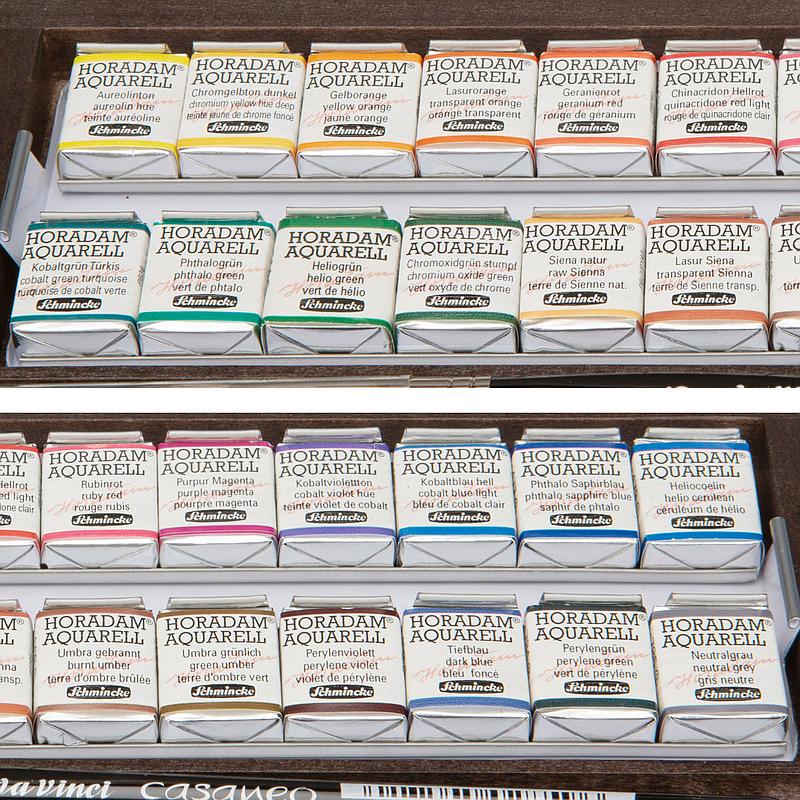 HORADAM®
AQUARELL
Aureolinton
aureolin hue
teinte auréoline
Schmincke
HORADAM®
AQUARELL
Chromgelbton dunkel
chromium yellow hue deep
teinte jaune de chrome foncé
Schmincke
HORADAM®
AQUARELL
Gelborange
yellow orange
jaune orange
Schmincke
HORADAM®
AQUARELL
Lasurorange
transparent orange
orange transparent
Schmincke
HORADAM®
AQUARELL
Geranienrot
geranium red
rouge de géranium
Schmincke
HORADAM®
AQUARELL
Chinacridon Hellrot
quinacridone red light
rouge de quinacridone clair
Schmincke
HORADAM®
AQUARELL
Kobaltgrün Türkis
cobalt green turquoise
turquoise de cobalt verte
Schmincke
HORADAM®
AQUARELL
Phthalogrün
phthalo green
vert de phtalo
Schmincke
HORADAM®
AQUARELL
Heliogrün
helio green
vert de hélio
Schmincke
HORADAM®
AQUARELL
Chromoxidgrün stumpf
chromium oxide green
vert oxyde de chrome
Schmincke
HORADAM®
AQUARELL
Siena natur
raw Sienna
terre de Sienne nat.
Schmincke
HORADAM®
AQUARELL
Lasur Siena
transparent Sienna
terre de Sienne transp.
Schmincke
HORADAM®
AQUARELL
Rubinrot
ruby red
rouge rubis
Schmincke
HORADAM®
AQUARELL
Purpur Magenta
purple magenta
pourpre magenta
Schmincke
HORADAM®
AQUARELL
Kobaltviolettton
cobalt violet hue
teinte violet de cobalt
Schmincke
HORADAM®
AQUARELL
Kobaltblau hell
cobalt blue light
bleu de cobalt clair
Schmincke
HORADAM®
AQUARELL
Phthalo Saphirblau
phthalo sapphire blue
saphir de phtalo
Schmincke
HORADAM®
AQUARELL
Heliocoelin
helio cerulean
céruleum de hélio
Schmincke
HORADAM®
AQUARELL
Umbra gebrannt
burnt umber
terre d'ombre brûlée
Schmincke
HORADAM®
AQUARELL
Umbra grünlich
green umber
terre d'ombre vert
Schmincke
HORADAM®
AQUARELL
Perylenviolett
perylene violet
violet de pérylène
Schmincke
HORADAM®
AQUARELL
Tiefblau
dark blue
bleu foncé
Schmincke
HORADAM®
AQUARELL
Perylengrün
perylene green
vert de pérylène
Schmincke
HORADAM®
AQUARELL
Neutralgrau
neutral grey
gris neutre
Schmincke
da Vinci CASANEO